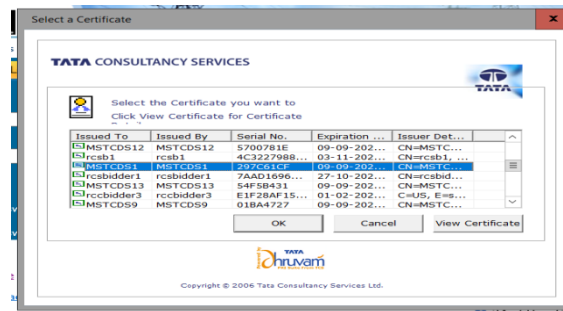 Select a Certificate
x
TATA CONSULTANCY SERVICES
TATA
Select the Certificate you want to
Click View Certificate for Certificate
Issued To Issued By Serial No. Expiration ... Issuer Det...
MSTCDS12 MSTCDS12 5700781E 09-09-202... CN=MSTC...
rcsb1 rcsb1 4C3227988... 03-11-202... CN=rcsb1, ...
MSTCDS1 MSTCDS1 297C61CF 09-09-202... CN=MSTC...
rcsbidder1 rcsbidder1 7AAD1696... 27-10-202... CN=rcsbid...
MSTCDS13 MSTCDS13 54F5B431 09-09-202... CN=MSTC...
rccbidder3 rccbidder3 E1F28AF15... 01-02-202... C=US, E=s...
MSTCDS9 MSTCDS9 01BA4727 09-09-202... CN=MSTC...
OK Cancel View Certificate
TATA
Dhruvam
Copyright © 2006 Tata Consultancy Services Ltd.